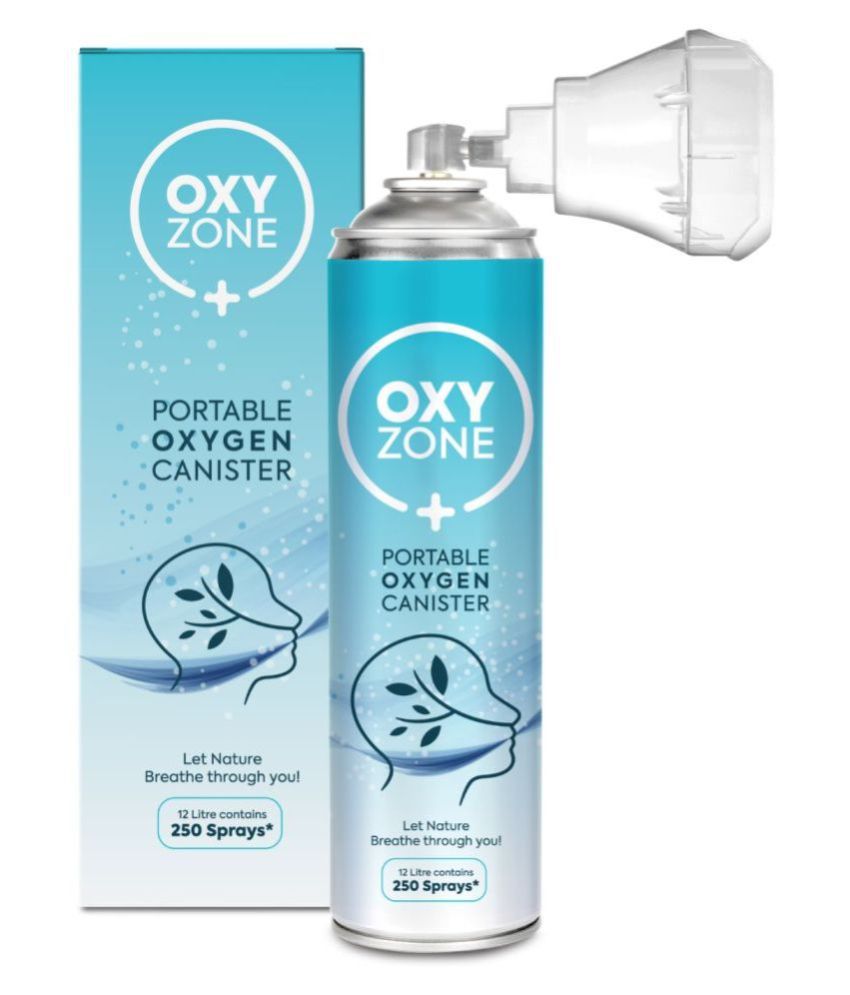 OXY
ZONE
PORTABLE
OXYGEN
CANISTER
Let Nature
Breathe through you!
12 Litre contains
250 Sprays*
OXY
ZONE
PORTABLE
OXYGEN
CANISTER
Let Nature
Breathe through you!
12 Litre contains
250 Sprays*